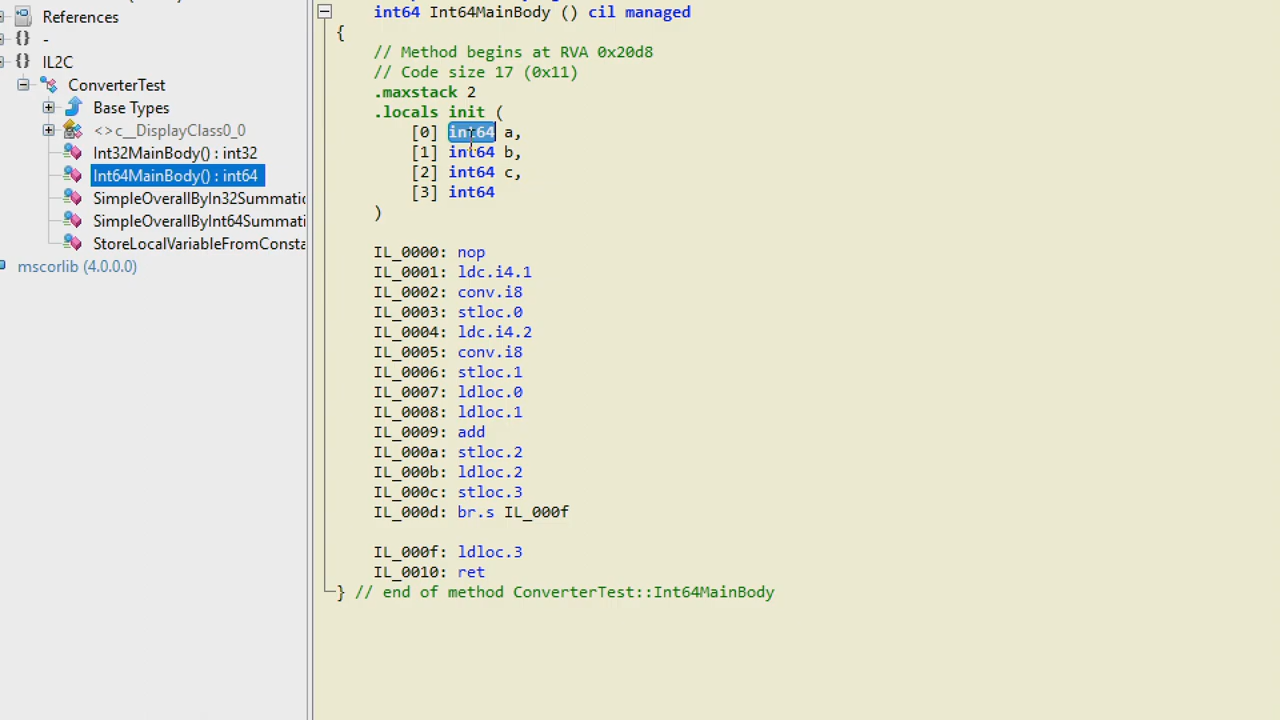 References
-
IL2C
ConverterTest
Base Types
<>c__DisplayClass0_0
Int32MainBody() : int32
Int64MainBody() : int64
SimpleOverallByIn32Summatio
SimpleOverallByInt64Summati
StoreLocalVariableFromConsta
mscorlib (4.0.0.0)
int64 Int64MainBody () cil managed
{
// Method begins at RVA 0x20d8
// Code size 17 (0x11)
.maxstack 2
.locals init (
[0] int64 a,
[1] int64 b,
[2] int64 c,
[3] int64
)
IL_0000: nop
IL_0001: ldc.i4.1
IL_0002: conv.i8
IL_0003: stloc.0
IL_0004: ldc.i4.2
IL_0005: conv.i8
IL_0006: stloc.1
IL_0007: ldloc.0
IL_0008: ldloc.1
IL_0009: add
IL_000a: stloc.2
IL_000b: ldloc.2
IL_000c: stloc.3
IL_000d: br.s IL_000f
IL_000f: ldloc.3
IL_0010: ret
} // end of method ConverterTest::Int64MainBody